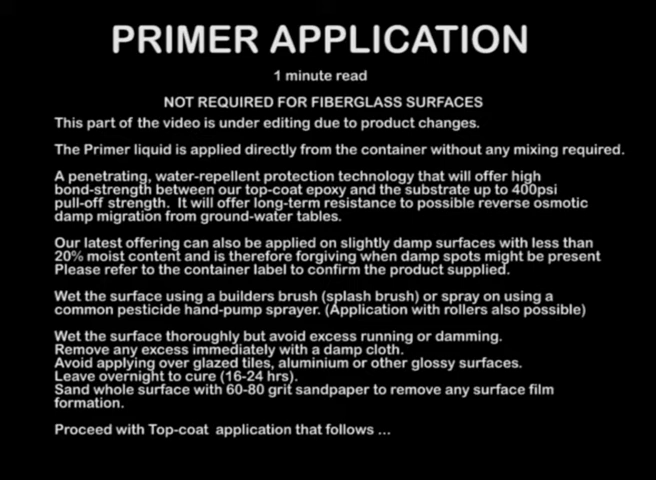 PRIMER APPLICATION
1 minute read
NOT REQUIRED FOR FIBERGLASS SURFACES
This part of the video is under editing due to product changes.
The Primer liquid is applied directly from the container without any mixing required.
A penetrating, water-repellent protection technology that will offer high
bond-strength between our top-coat epoxy and the substrate up to 400psi
pull-off strength. It will offer long-term resistance to possible reverse osmotic
damp migration from ground-water tables.
Our latest offering can also be applied on slightly damp surfaces with less than
20% moist content and is therefore forgiving when damp spots might be present
Please refer to the container label to confirm the product supplied.
Wet the surface using a builders brush (splash brush) or spray on using a
common pesticide hand-pump sprayer. (Application with rollers also possible)
Wet the surface thoroughly but avoid excess running or damming.
Remove any excess immediately with a damp cloth.
Avoid applying over glazed tiles, aluminium or other glossy surfaces.
Leave overnight to cure (16-24 hrs).
Sand whole surface with 60-80 grit sandpaper to remove any surface film
formation.
Proceed with Top-coat application that follows ...